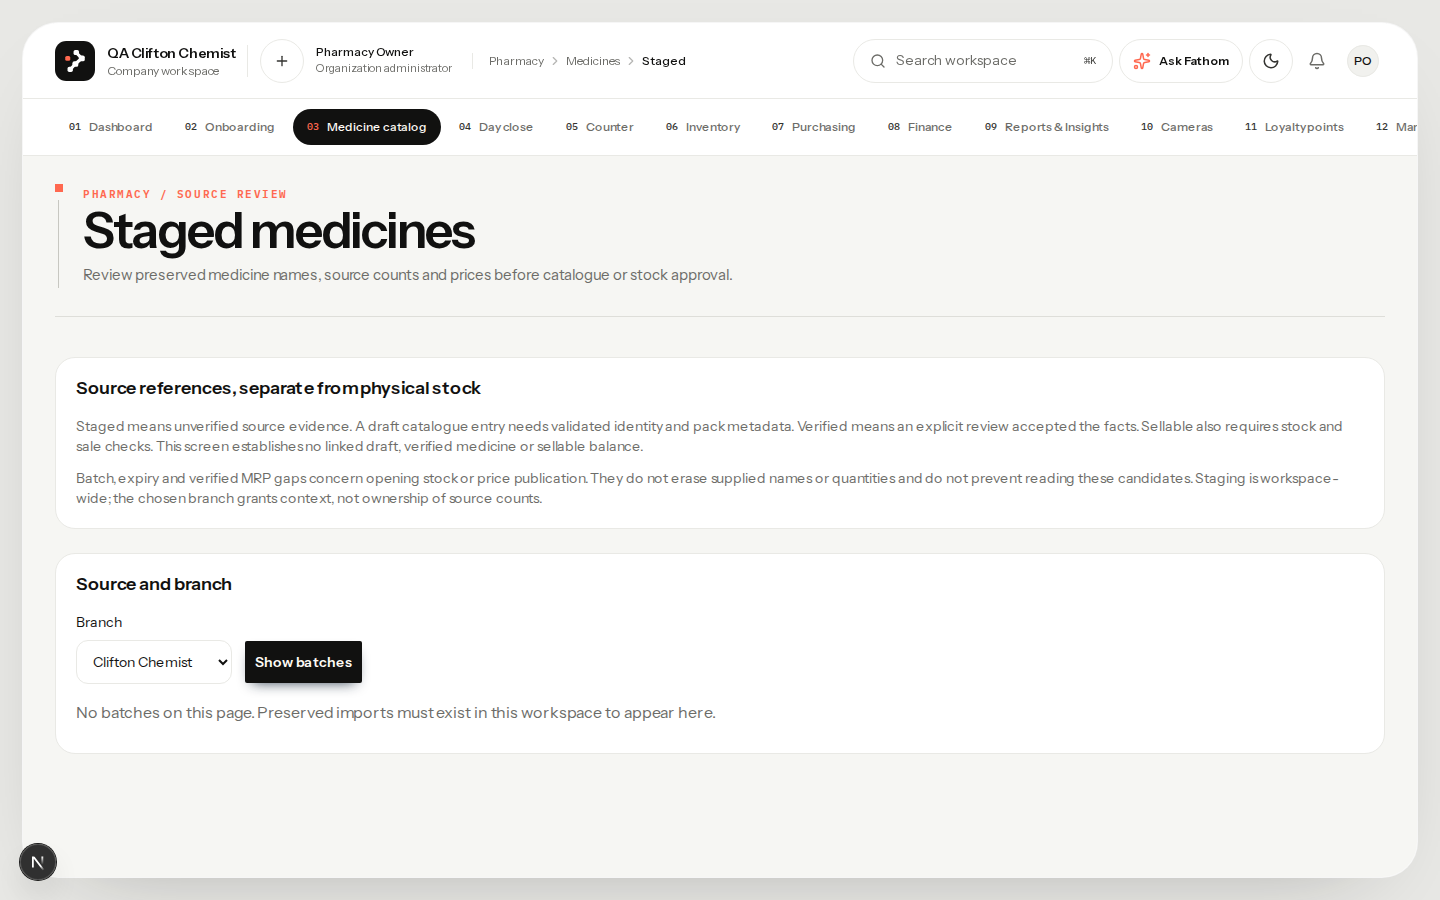 QA Clifton Chemist
Company workspace
Pharmacy Owner
Organization administrator
Pharmacy
Medicines
Staged
Search workspace
⌘K
Ask Fathom
PO
01 Dashboard
02 Onboarding
03 Medicine catalog
04 Day close
05 Counter
06 Inventory
07 Purchasing
08 Finance
09 Reports & Insights
10 Cameras
11 Loyalty points
12 Mar
PHARMACY / SOURCE REVIEW
Staged medicines
Review preserved medicine names, source counts and prices before catalogue or stock approval.
Source references, separate from physical stock
Staged means unverified source evidence. A draft catalogue entry needs validated identity and pack metadata. Verified means an explicit review accepted the facts. Sellable also requires stock and
sale checks. This screen establishes no linked draft, verified medicine or sellable balance.
Batch, expiry and verified MRP gaps concern opening stock or price publication. They do not erase supplied names or quantities and do not prevent reading these candidates. Staging is workspace-
wide; the chosen branch grants context, not ownership of source counts.
Source and branch
Branch
Clifton Chemist
Show batches
No batches on this page. Preserved imports must exist in this workspace to appear here.
N